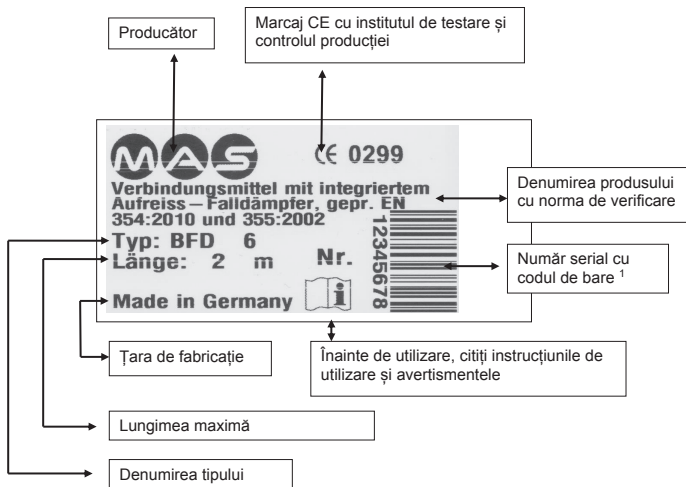 Producător
Marcaj CE cu institutul de testare și
controlul producției
MAS
CE 0299
Verbindungsmittel mit integriertem
Aufreiss – Falldämpfer, gepr. EN
354:2010 und 355:2002
Typ: BFD 6
Länge: 2 m
Nr.
12345678
Made in Germany
i
Denumirea produsului
cu norma de verificare
Număr serial cu
codul de bare 1
Țara de fabricație
Înainte de utilizare, citiți instrucțiunile de
utilizare și avertismentele
Lungimea maximă
Denumirea tipului